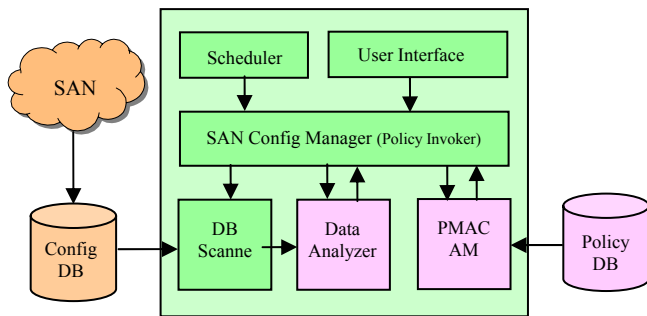 Scheduler
User Interface
SAN
SAN Config Manager (Policy Invoker)
DB
Scanne
Data
Analyzer
PMAC
AM
Config
DB
Policy
DB